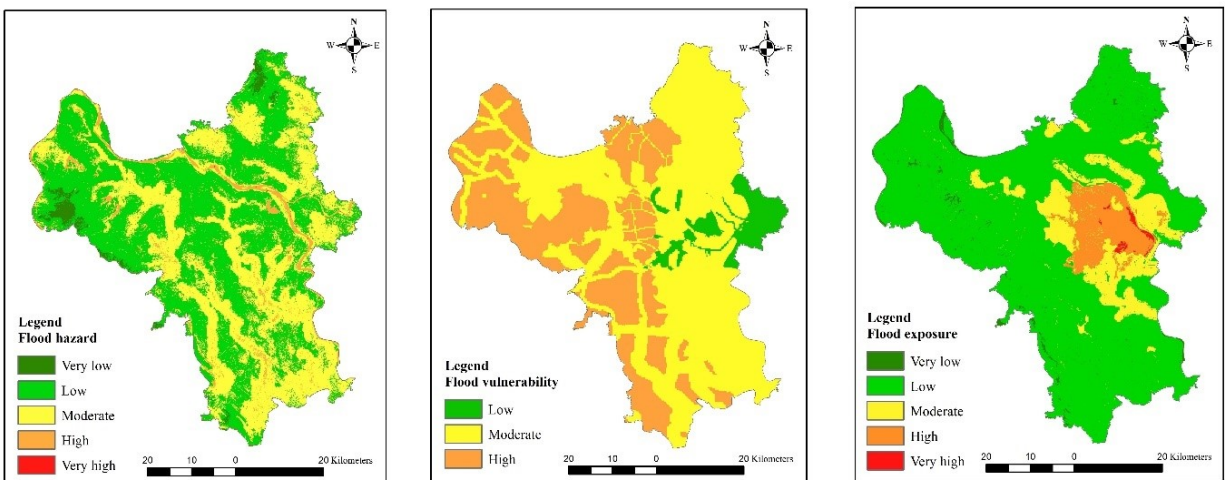 N
W E
S
Legend
Flood hazard
Very low
Low
Moderate
High
Very high
20 10 0 20 Kilometers
N
W E
S
Legend
Flood vulnerability
Low
Moderate
High
20 10 0 20 Kilometers
N
W E
S
Legend
Flood exposure
Very low
Low
Moderate
High
Very high
20 10 0 20 Kilometers